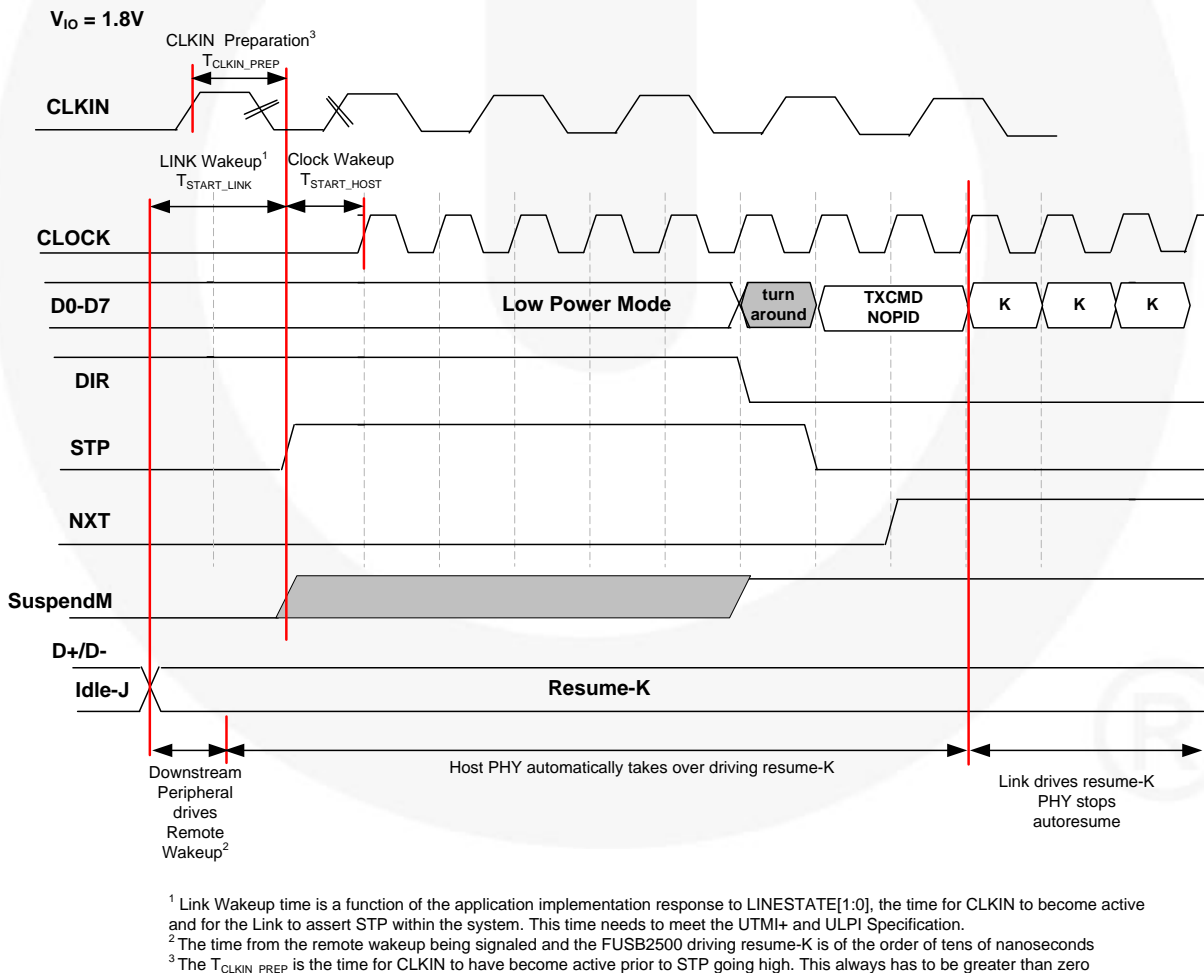 V_IO = 1.8V
CLKIN Preparation³
T_CLKIN_PREP
CLKIN
LINK Wakeup¹
T_START_LINK
Clock Wakeup
T_START_HOST
CLOCK
D0-D7
Low Power Mode
turn
around
TXCMD
NOPID
K
K
K
DIR
STP
NXT
SuspendM
D+/D-
Idle-J
Resume-K
Downstream
Peripheral
drives
Remote
Wakeup²
Host PHY automatically takes over driving resume-K
Link drives resume-K
PHY stops
autoresume
®
¹ Link Wakeup time is a function of the application implementation response to LINESTATE[1:0], the time for CLKIN to become active
and for the Link to assert STP within the system. This time needs to meet the UTMI+ and ULPI Specification.
² The time from the remote wakeup being signaled and the FUSB2500 driving resume-K is of the order of tens of nanoseconds
³ The T_CLKIN_PREP is the time for CLKIN to have become active prior to STP going high. This always has to be greater than zero